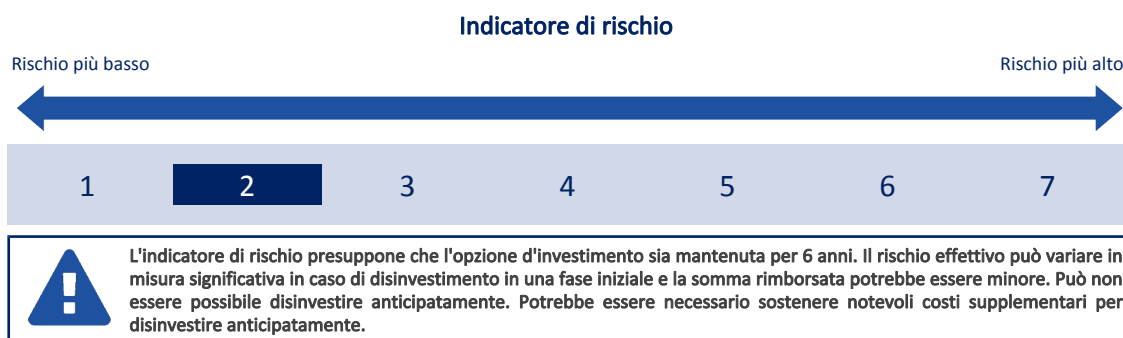 Indicatore di rischio
Rischio più basso
Rischio più alto
1 2 3 4 5 6 7
L'indicatore di rischio presuppone che l'opzione d'investimento sia mantenuta per 6 anni. Il rischio effettivo può variare in
misura significativa in caso di disinvestimento in una fase iniziale e la somma rimborsata potrebbe essere minore. Può non
essere possibile disinvestire anticipatamente. Potrebbe essere necessario sostenere notevoli costi supplementari per
disinvestire anticipatamente.